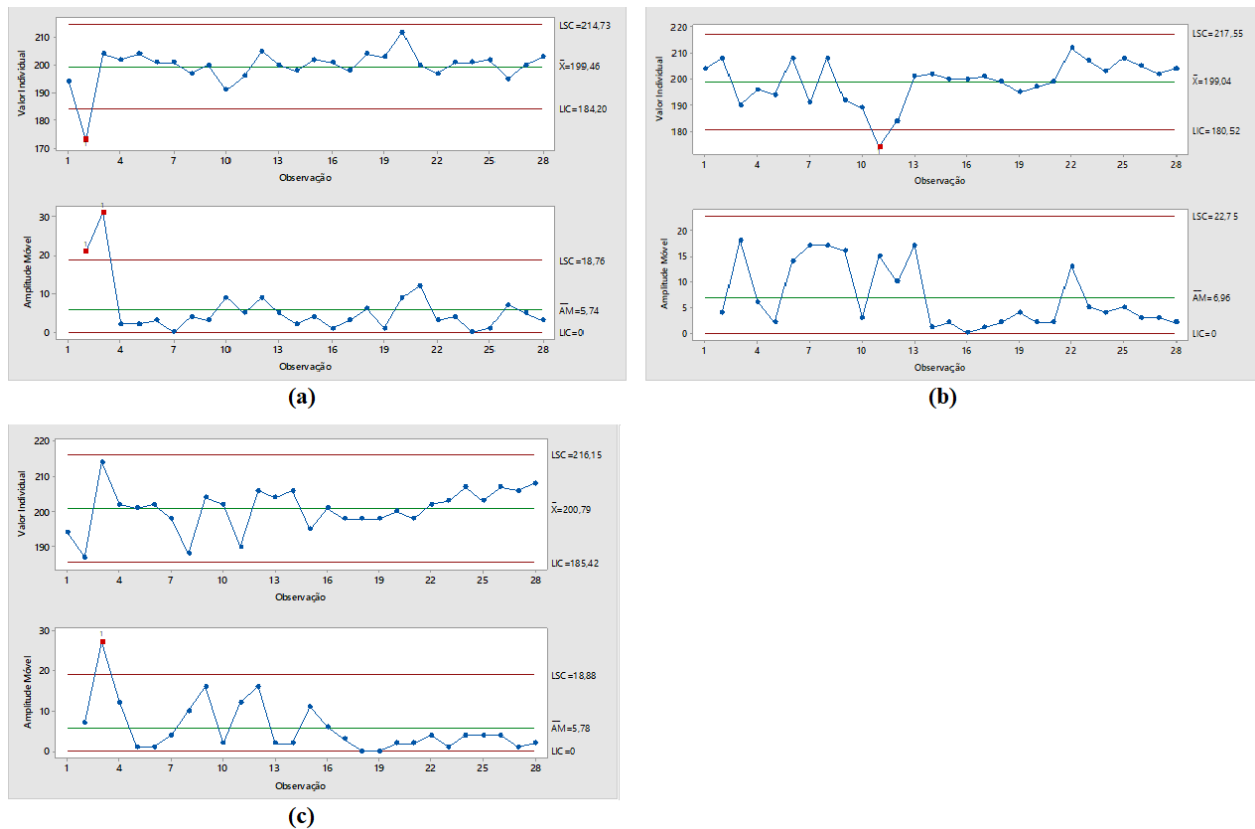 Valor Individual
210
200
190
180
170
1
LSC =214,73
X̄=199,46
LIC=184,20
1 4 7 10 13 16 19 22 25 28
Observação
Amplitude Móvel
30
20
10
0
1
1
LSC =18,76
AM=5,74
LIC=0
1 4 7 10 13 16 19 22 25 28
Observação
(a)
Valor Individual
220
210
200
190
180
1
LSC=217,55
X̄=199,04
LIC=180,52
1 4 7 10 13 16 19 22 25 28
Observação
Amplitude Móvel
20
15
10
5
0
LSC=22,75
AM=6,96
LIC=0
1 4 7 10 13 16 19 22 25 28
Observação
(b)
Valor Individual
220
210
200
190
LSC =216,15
X̄=200,79
LIC =185,42
1 4 7 10 13 16 19 22 25 28
Observação
Amplitude Móvel
30
20
10
0
1
LSC =18,88
AM=5,78
LIC =0
1 4 7 10 13 16 19 22 25 28
Observação
(c)